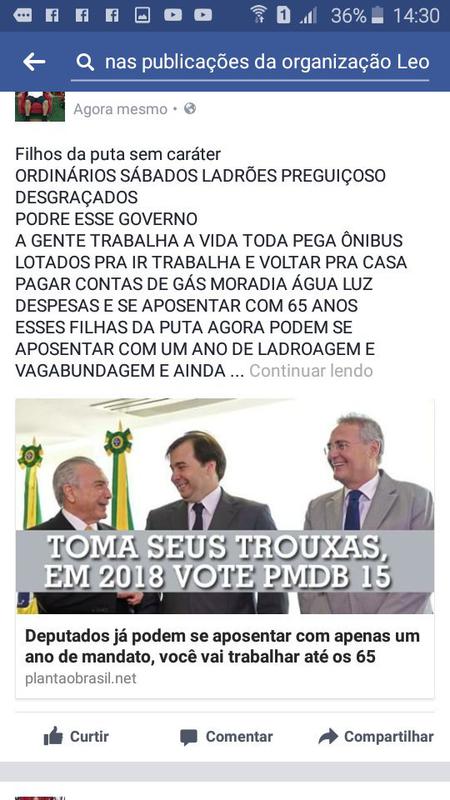 36% 14:30
nas publicações da organização Leo
Agora mesmo
Filhos da puta sem caráter
ORDINÁRIOS SÁBADOS LADRÕES PREGUIÇOSO
DESGRAÇADOS
PODRE ESSE GOVERNO
A GENTE TRABALHA A VIDA TODA PEGA ÔNIBUS
LOTADOS PRA IR TRABALHA E VOLTAR PRA CASA
PAGAR CONTAS DE GÁS MORADIA ÁGUA LUZ
DESPESAS E SE APOSENTAR COM 65 ANOS
ESSES FILHAS DA PUTA AGORA PODEM SE
APOSENTAR COM UM ANO DE LADROAGEM E
VAGABUNDAGEM E AINDA ... Continuar lendo
TOMA SEUS TROUXAS,
EM 2018 VOTE PMDB 15
Deputados já podem se aposentar com apenas um
ano de mandato, você vai trabalhar até os 65
plantaobrasil.net
Curtir Comentar Compartilhar